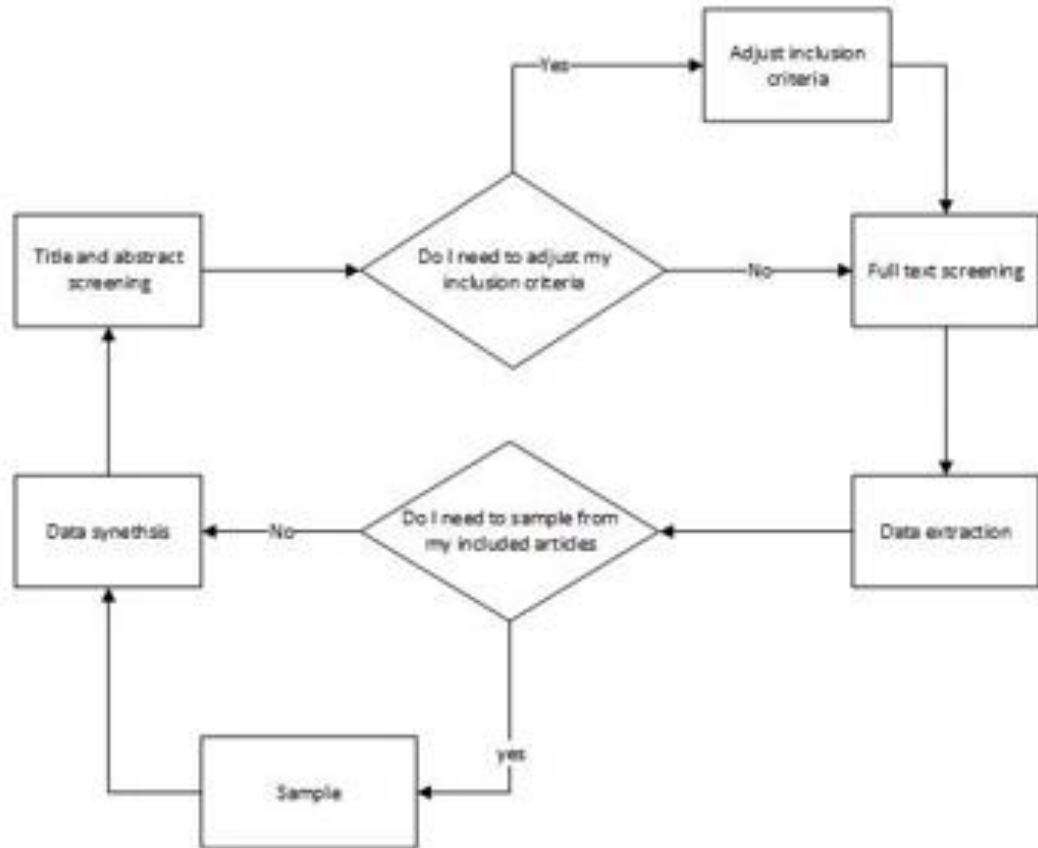 Adjust inclusion
criteria
Yes
Title and abstract
screening
Do I need to adjust my
inclusion criteria
No
Full text screening
Data synethsis
No
Do I need to sample from
my included articles
Data extraction
yes
Sample